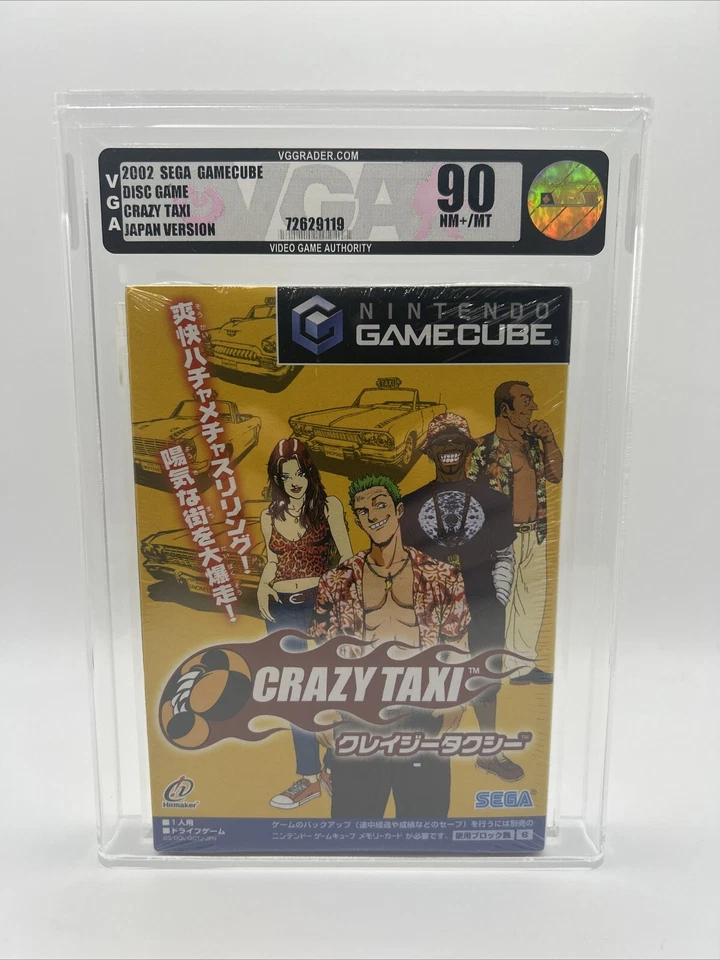 VGGRADER.COM
VGA
2002 SEGA GAMECUBE
DISC GAME
CRAZY TAXI
JAPAN VERSION
72629119
90
NM+/MT
VIDEO GAME AUTHORITY
NINTENDO
GAMECUBE
爽快ハチャメチャスリリング!
陽気な街を大爆走!
TAXI
CRAZY TAXI™
クレイジータクシー™
Hitmaker
SEGA
■1人用
■ドライブゲーム
ゲームのバックアップ(途中経過や成績などのセーブ)を行うには別売の
ニンテンドーゲームキューブ メモリーカードが必要です。
使用ブロック数 6